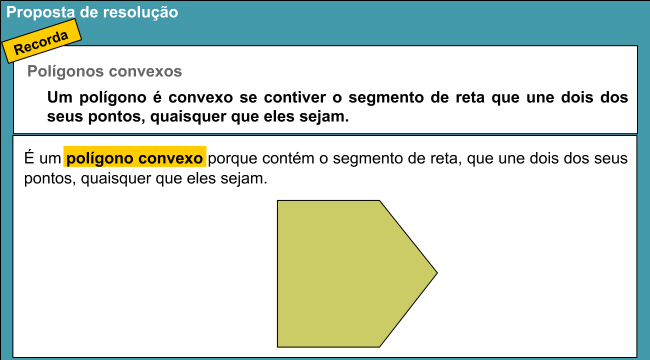 Proposta de resolução
Recorda
Polígonos convexos
Um polígono é convexo se contiver o segmento de reta que une dois dos
seus pontos, quaisquer que eles sejam.
É um polígono convexo porque contém o segmento de reta, que une dois dos seus
pontos, quaisquer que eles sejam.